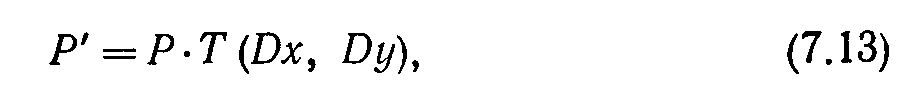 P′ = P·T (Dx, Dy), (7.13)